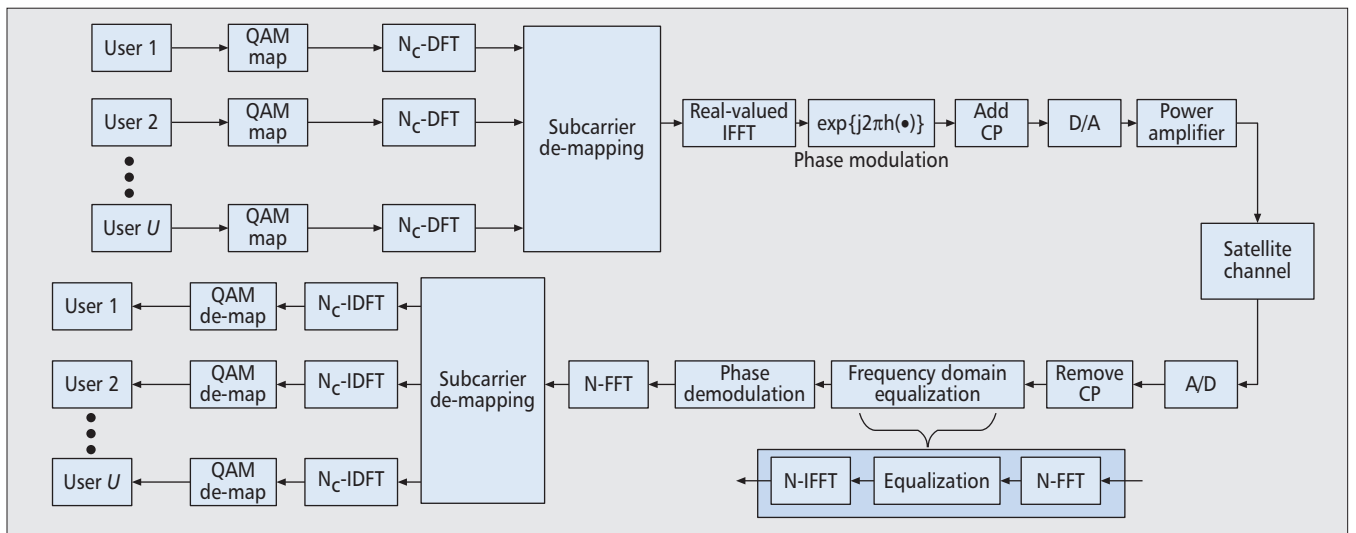 User 1
QAM
map
N_C-DFT
User 2
QAM
map
N_C-DFT
User U
QAM
map
N_C-DFT
Subcarrier
de-mapping
Real-valued
IFFT
exp{j2πh(•)}
Phase modulation
Add
CP
D/A
Power
amplifier
Satellite
channel
User 1
QAM
de-map
N_C-IDFT
User 2
QAM
de-map
N_C-IDFT
User U
QAM
de-map
N_C-IDFT
Subcarrier
de-mapping
N-FFT
Phase
demodulation
Frequency domain
equalization
Remove
CP
A/D
N-IFFT
Equalization
N-FFT